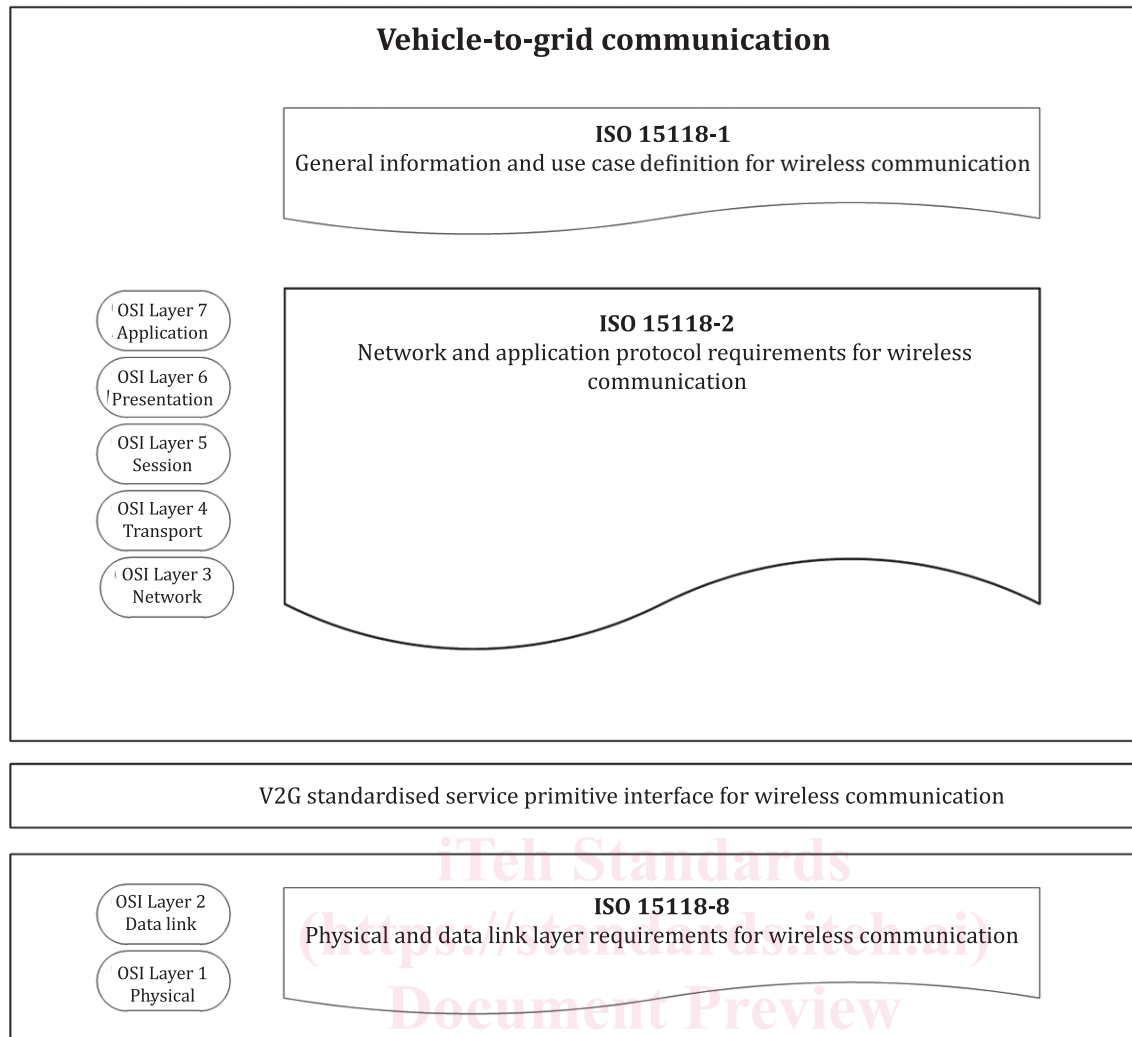 Vehicle-to-grid communication
ISO 15118-1
General information and use case definition for wireless communication
OSI Layer 7
Application
ISO 15118-2
Network and application protocol requirements for wireless
communication
OSI Layer 6
Presentation
OSI Layer 5
Session
OSI Layer 4
Transport
OSI Layer 3
Network
V2G standardised service primitive interface for wireless communication
iTeh Standards
(https://standards.iteh.ai)
Document Preview
OSI Layer 2
Data link
ISO 15118-8
Physical and data link layer requirements for wireless communication
OSI Layer 1
Physical